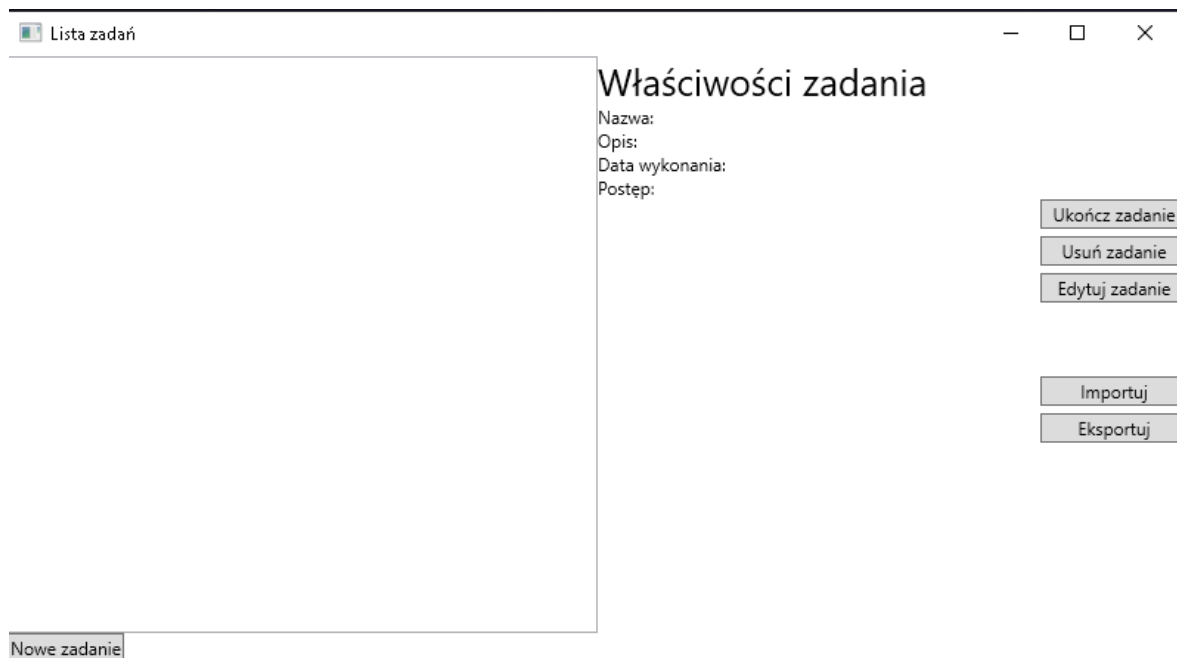 Lista zadań
Właściwości zadania
Nazwa:
Opis:
Data wykonania:
Postęp:
Ukończ zadanie
Usuń zadanie
Edytuj zadanie
Importuj
Eksportuj
Nowe zadanie